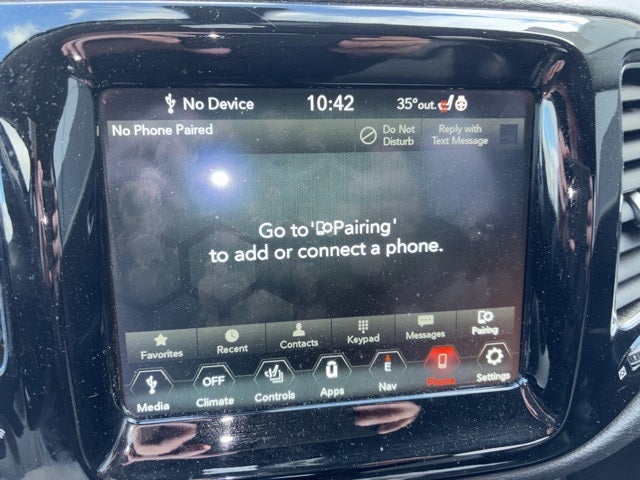 No Device 10:42 35°out.
No Phone Paired
Do Not
Disturb
Reply with
Text Message
Go to 'Pairing'
to add or connect a phone.
Favorites Recent Contacts Keypad Messages Pairing
OFF E
Media Climate Controls Apps Nav Phone Settings